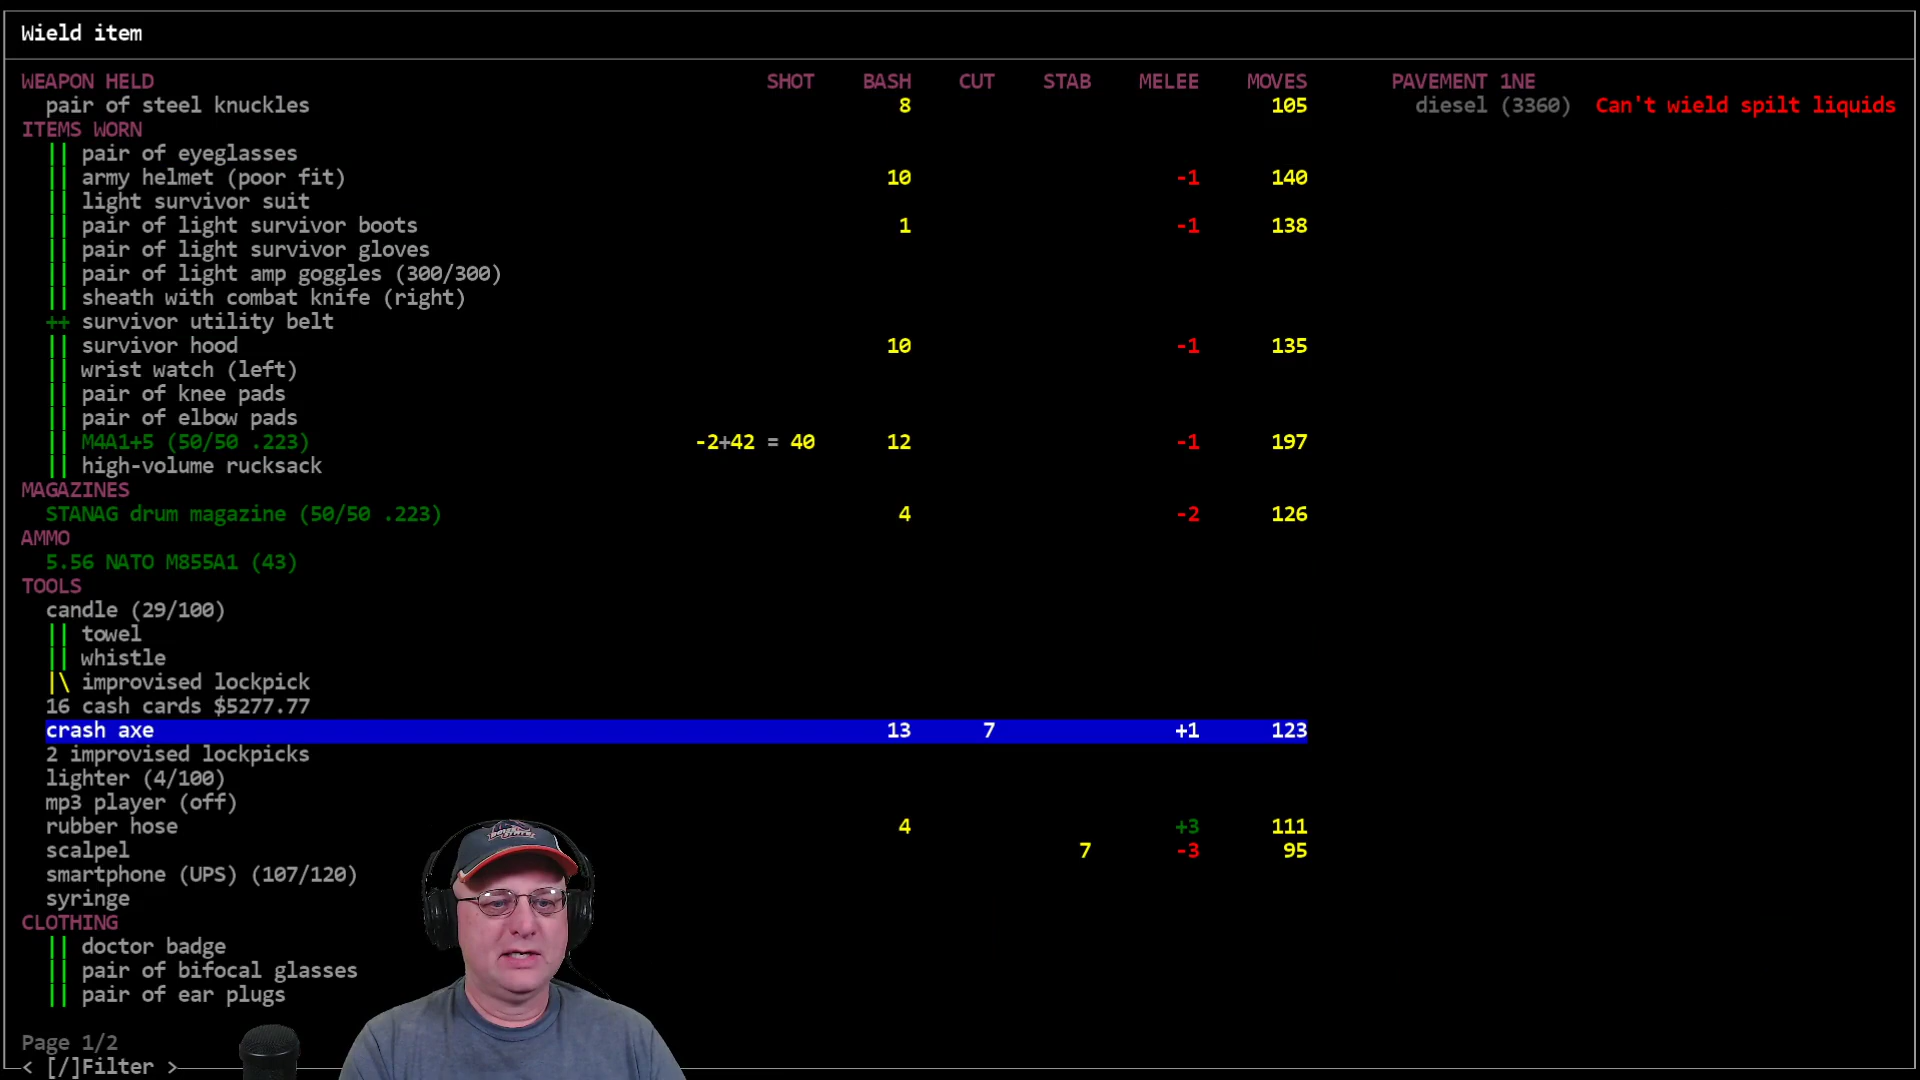 Wield item
WEAPON HELD SHOT BASH CUT STAB MELEE MOVES PAVEMENT 1NE
pair of steel knuckles 8 105 diesel (3360) Can't wield spilt liquids
ITEMS WORN
|| pair of eyeglasses
|| army helmet (poor fit) 10 -1 140
|| light survivor suit
|| pair of light survivor boots 1 -1 138
|| pair of light survivor gloves
|| pair of light amp goggles (300/300)
|| sheath with combat knife (right)
++ survivor utility belt
|| survivor hood 10 -1 135
|| wrist watch (left)
|| pair of knee pads
|| pair of elbow pads
|| M4A1+5 (50/50 .223) -2+42 = 40 12 -1 197
|| high-volume rucksack
MAGAZINES
STANAG drum magazine (50/50 .223) 4 -2 126
AMMO
5.56 NATO M855A1 (43)
TOOLS
candle (29/100)
|| towel
|| whistle
|\ improvised lockpick
16 cash cards $5277.77
crash axe 13 7 +1 123
2 improvised lockpicks
lighter (4/100)
mp3 player (off)
rubber hose 4 +3 111
scalpel 7 -3 95
smartphone (UPS) (107/120)
syringe
CLOTHING
|| doctor badge
|| pair of bifocal glasses
|| pair of ear plugs
Page 1/2
< [/]Filter >